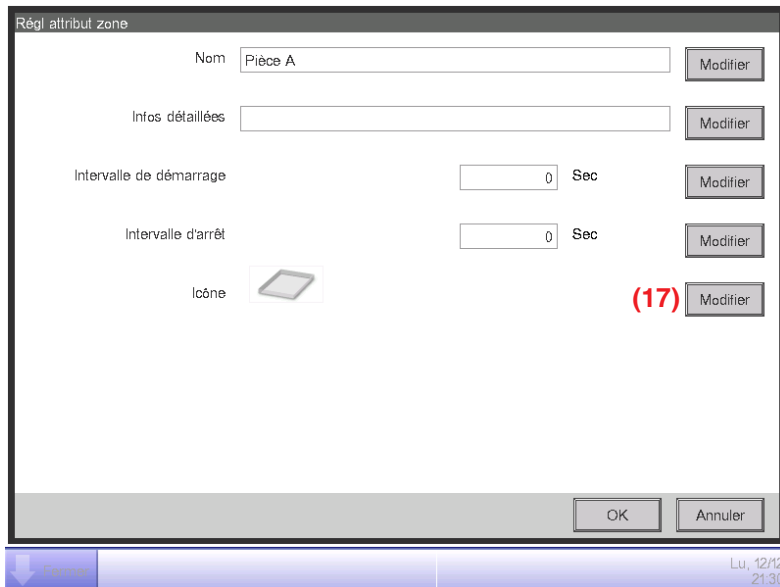 Régl attribut zone
Nom Pièce A Modifier
Infos détaillées Modifier
Intervalle de démarrage 0 Sec Modifier
Intervalle d'arrêt 0 Sec Modifier
Icône (17) Modifier
OK Annuler
Lu, 12/12